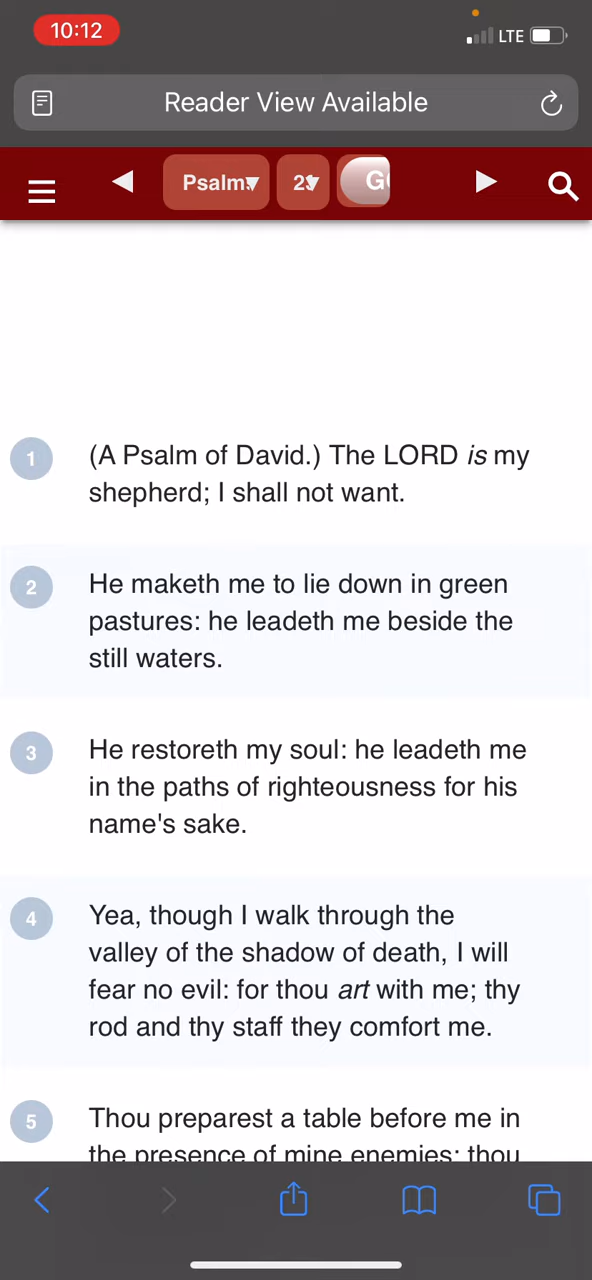 10:12
LTE
Reader View Available
Psalm
1
(A Psalm of David.) The LORD is my
shepherd; I shall not want.
2
He maketh me to lie down in green
pastures: he leadeth me beside the
still waters.
3
He restoreth my soul: he leadeth me
in the paths of righteousness for his
name's sake.
4
Yea, though I walk through the
valley of the shadow of death, I will
fear no evil: for thou art with me; thy
rod and thy staff they comfort me.
5
Thou preparest a table before me in
the presence of mine enemies: thou